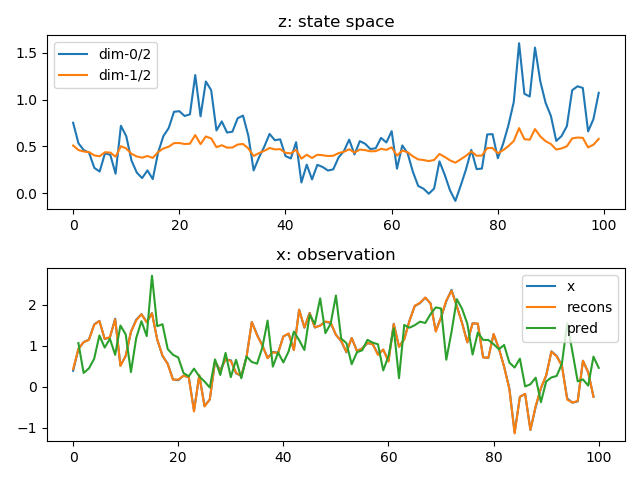 z: state space
dim-0/2
dim-1/2
1.5
1.0
0.5
0.0
0 20 40 60 80 100
x: observation
x
recons
pred
2
1
0
−1
0 20 40 60 80 100